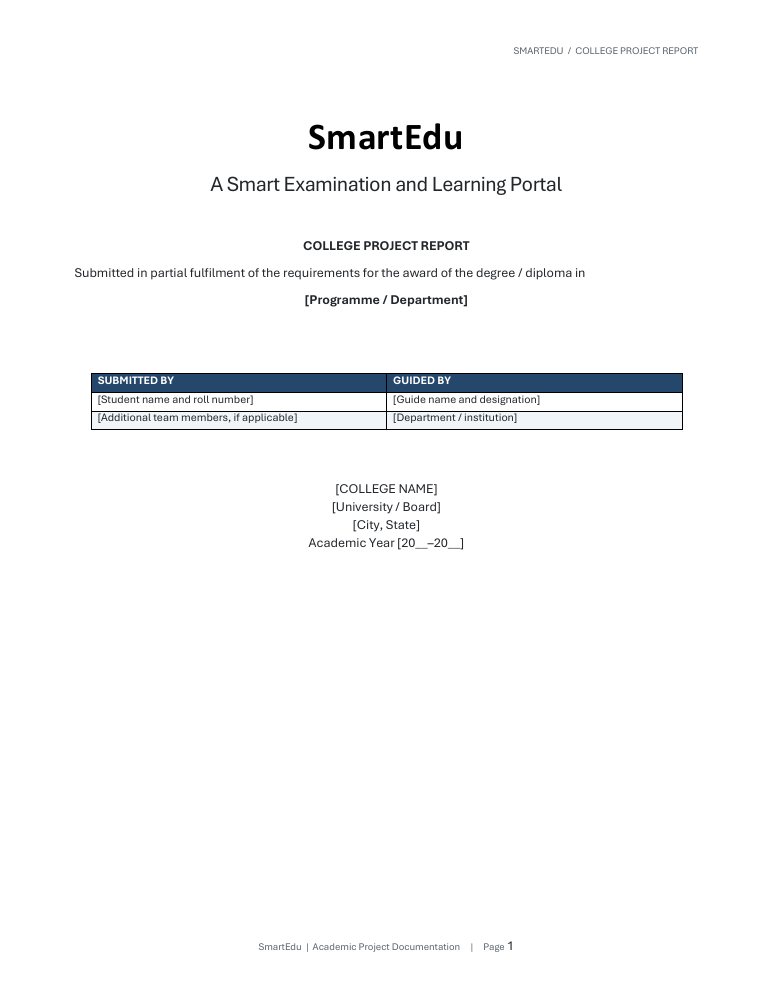 SMARTEDU / COLLEGE PROJECT REPORT
SmartEdu
A Smart Examination and Learning Portal
COLLEGE PROJECT REPORT
Submitted in partial fulfilment of the requirements for the award of the degree / diploma in
[Programme / Department]
SUBMITTED BY GUIDED BY
[Student name and roll number] [Guide name and designation]
[Additional team members, if applicable] [Department / institution]
[COLLEGE NAME]
[University / Board]
[City, State]
Academic Year [20__–20__]
SmartEdu | Academic Project Documentation | Page 1